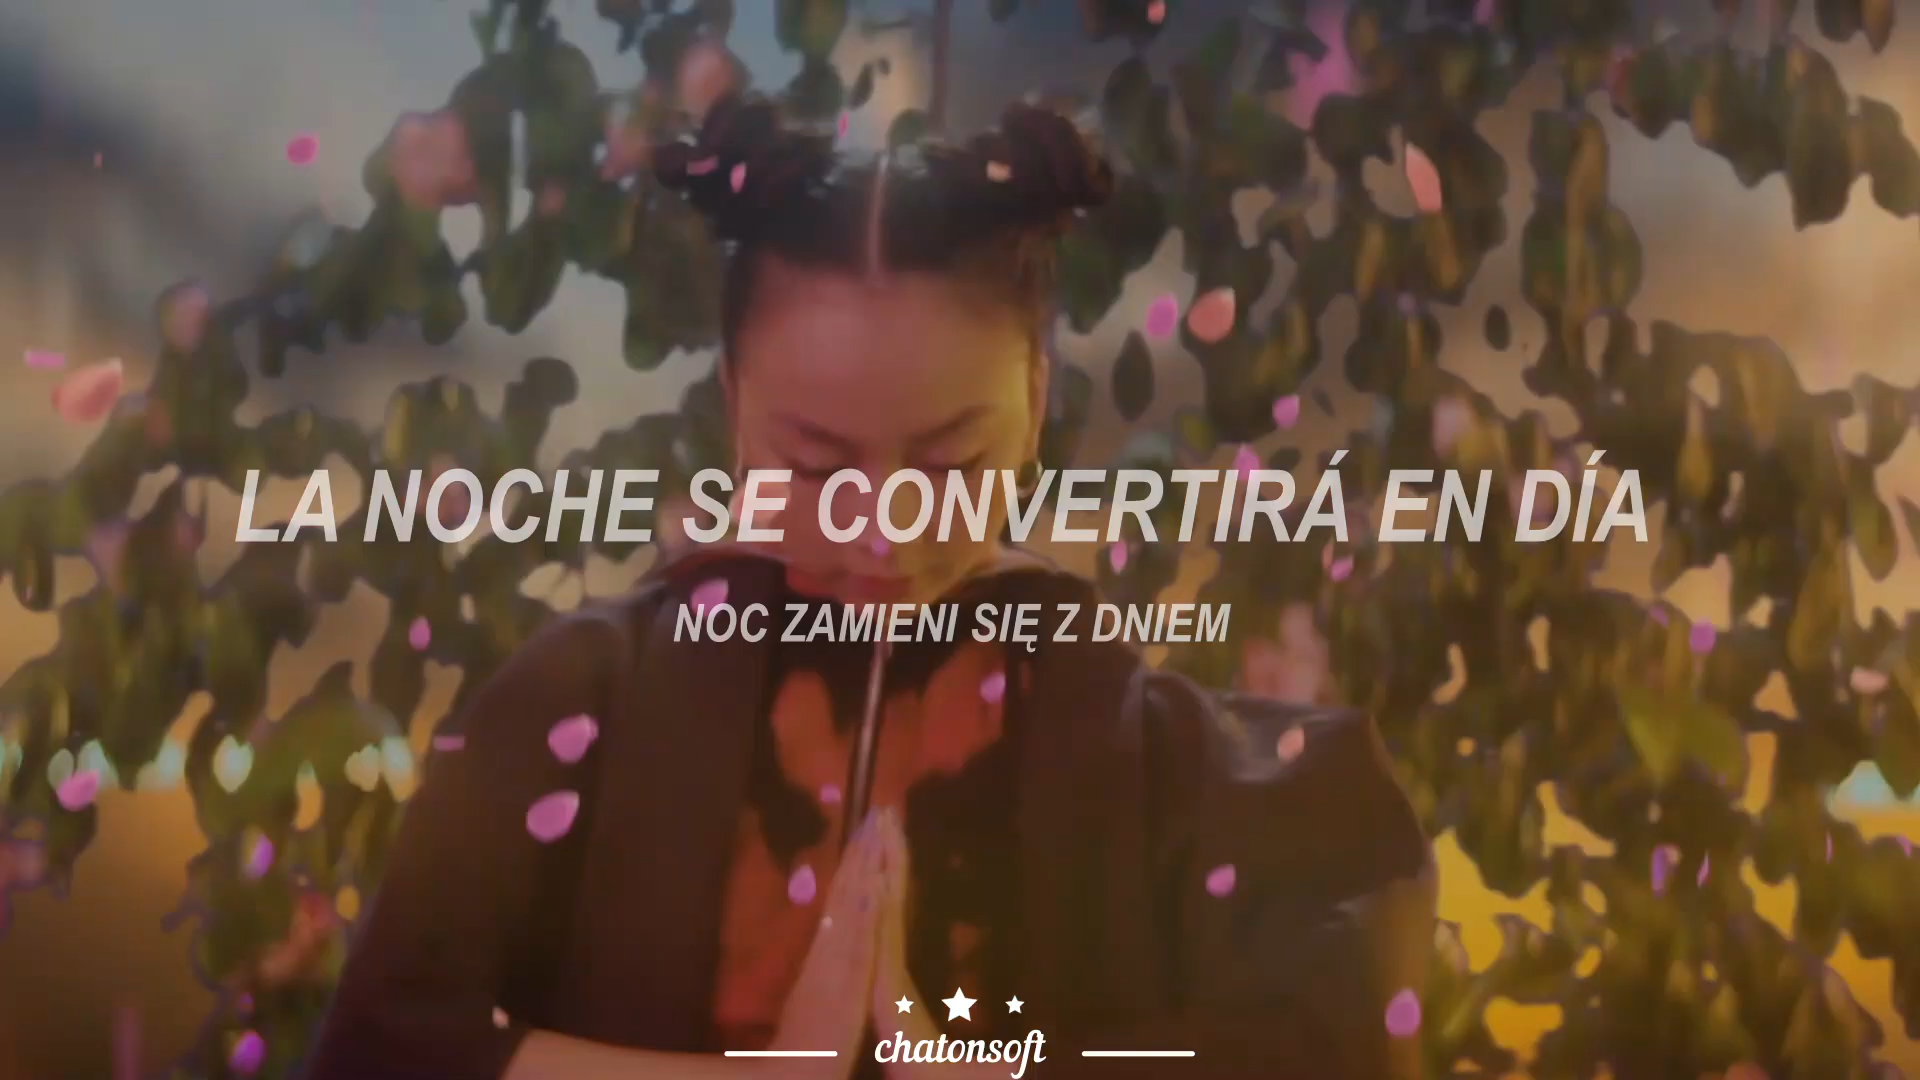 LA NOCHE SE CONVERTIRÁ EN DÍA
NOC ZAMIENI SIĘ Z DNIEM
chatonsoft